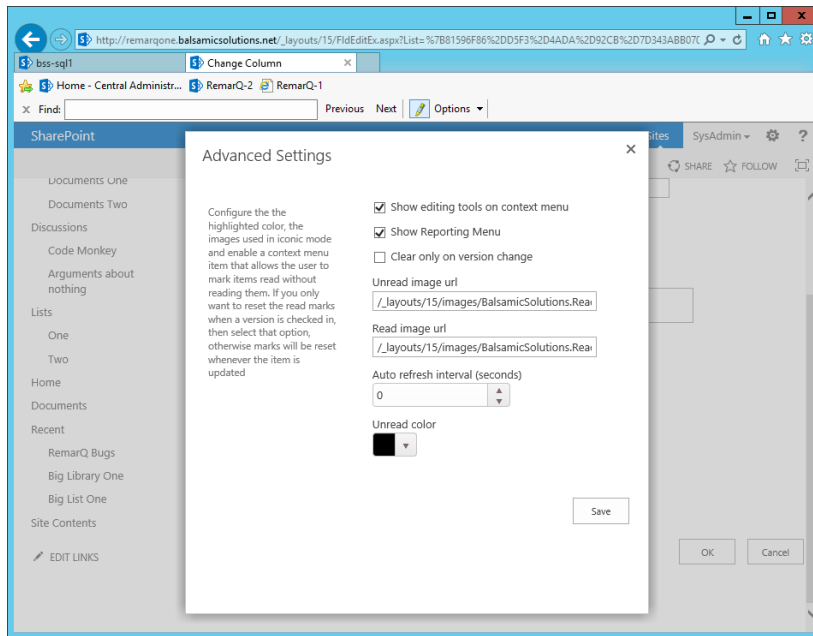 http://remarqone.balsamicsolutions.net/_layouts/15/FldEditEx.aspx?List=%7B81596F86%2DD5F3%2D4ADA%2D92CB%2D7D343ABB07(
bss-sql1
Change Column
Home - Central Administr... RemarQ-2 RemarQ-1
x Find: Previous Next Options
SharePoint
ites SysAdmin ?
SHARE FOLLOW
Documents One
Documents Two
Discussions
Code Monkey
Arguments about
nothing
Lists
One
Two
Home
Documents
Recent
RemarQ Bugs
Big Library One
Big List One
Site Contents
EDIT LINKS
Advanced Settings
Configure the the
highlighted color, the
images used in iconic mode
and enable a context menu
item that allows the user to
mark items read without
reading them. If you only
want to reset the read marks
when a version is checked in,
then select that option,
otherwise marks will be reset
whenever the item is
updated
Show editing tools on context menu
Show Reporting Menu
Clear only on version change
Unread image url
/_layouts/15/images/BalsamicSolutions.Rea
Read image url
/_layouts/15/images/BalsamicSolutions.Rea
Auto refresh interval (seconds)
0
Unread color
Save
OK Cancel